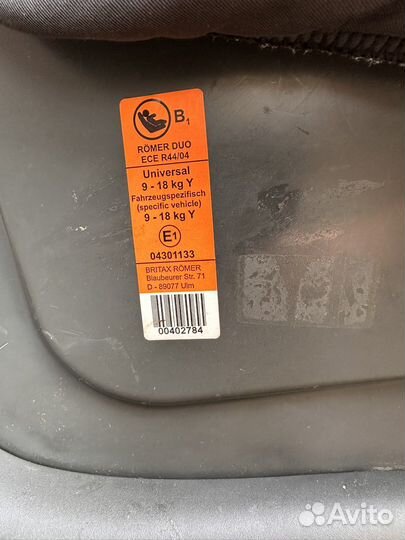 B1
RÖMER DUO
ECE R44/04
Universal
9 - 18 kg Y
Fahrzeugspezifisch
(specific vehicle)
9 - 18 kg Y
E1
04301133
BRITAX RÖMER
Blaubeurer Str. 71
D - 89077 Ulm
00402784
Avito